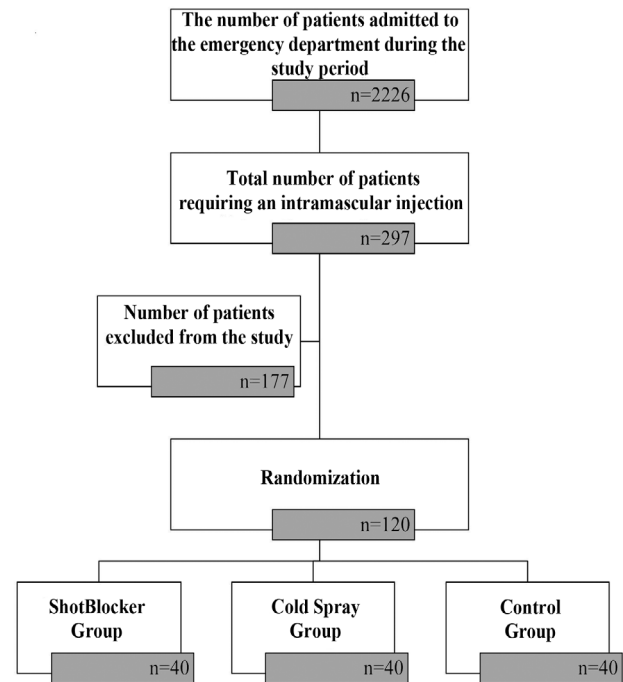 The number of patients admitted to
the emergency department during the
study period
n=2226
Total number of patients
requiring an intramascular injection
n=297
Number of patients
excluded from the study
n=177
Randomization
n=120
ShotBlocker
Group
n=40
Cold Spray
Group
n=40
Control
Group
n=40